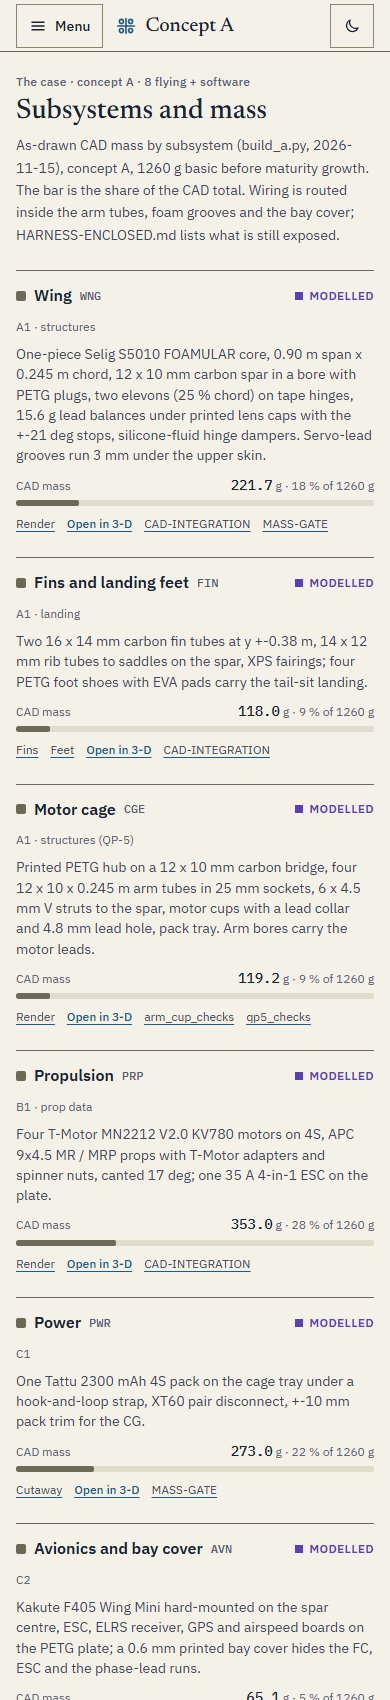 Menu
Concept A
The case · concept A · 8 flying + software
Subsystems and mass
As-drawn CAD mass by subsystem (build_a.py, 2026-
11-15), concept A, 1260 g basic before maturity growth.
The bar is the share of the CAD total. Wiring is routed
inside the arm tubes, foam grooves and the bay cover;
HARNESS-ENCLOSED.md lists what is still exposed.
Wing WNG MODELLED
A1 · structures
One-piece Selig S5010 FOAMULAR core, 0.90 m span x
0.245 m chord, 12 x 10 mm carbon spar in a bore with
PETG plugs, two elevons (25 % chord) on tape hinges,
15.6 g lead balances under printed lens caps with the
+-21 deg stops, silicone-fluid hinge dampers. Servo-lead
grooves run 3 mm under the upper skin.
CAD mass 221.7 g · 18 % of 1260 g
Render Open in 3-D CAD-INTEGRATION MASS-GATE
Fins and landing feet FIN MODELLED
A1 · landing
Two 16 x 14 mm carbon fin tubes at y +-0.38 m, 14 x 12
mm rib tubes to saddles on the spar, XPS fairings; four
PETG foot shoes with EVA pads carry the tail-sit landing.
CAD mass 118.0 g · 9 % of 1260 g
Fins Feet Open in 3-D CAD-INTEGRATION
Motor cage CGE MODELLED
A1 · structures (QP-5)
Printed PETG hub on a 12 x 10 mm carbon bridge, four
12 x 10 x 0.245 m arm tubes in 25 mm sockets, 6 x 4.5
mm V struts to the spar, motor cups with a lead collar
and 4.8 mm lead hole, pack tray. Arm bores carry the
motor leads.
CAD mass 119.2 g · 9 % of 1260 g
Render Open in 3-D arm_cup_checks qp5_checks
Propulsion PRP MODELLED
B1 · prop data
Four T-Motor MN2212 V2.0 KV780 motors on 4S, APC
9x4.5 MR / MRP props with T-Motor adapters and
spinner nuts, canted 17 deg; one 35 A 4-in-1 ESC on the
plate.
CAD mass 353.0 g · 28 % of 1260 g
Render Open in 3-D CAD-INTEGRATION
Power PWR MODELLED
C1
One Tattu 2300 mAh 4S pack on the cage tray under a
hook-and-loop strap, XT60 pair disconnect, +-10 mm
pack trim for the CG.
CAD mass 273.0 g · 22 % of 1260 g
Cutaway Open in 3-D MASS-GATE
Avionics and bay cover AVN MODELLED
C2
Kakute F405 Wing Mini hard-mounted on the spar
centre, ESC, ELRS receiver, GPS and airspeed boards on
the PETG plate; a 0.6 mm printed bay cover hides the FC,
ESC and the phase-lead runs.
CAD mass 65.1 g · 5 % of 1260 g